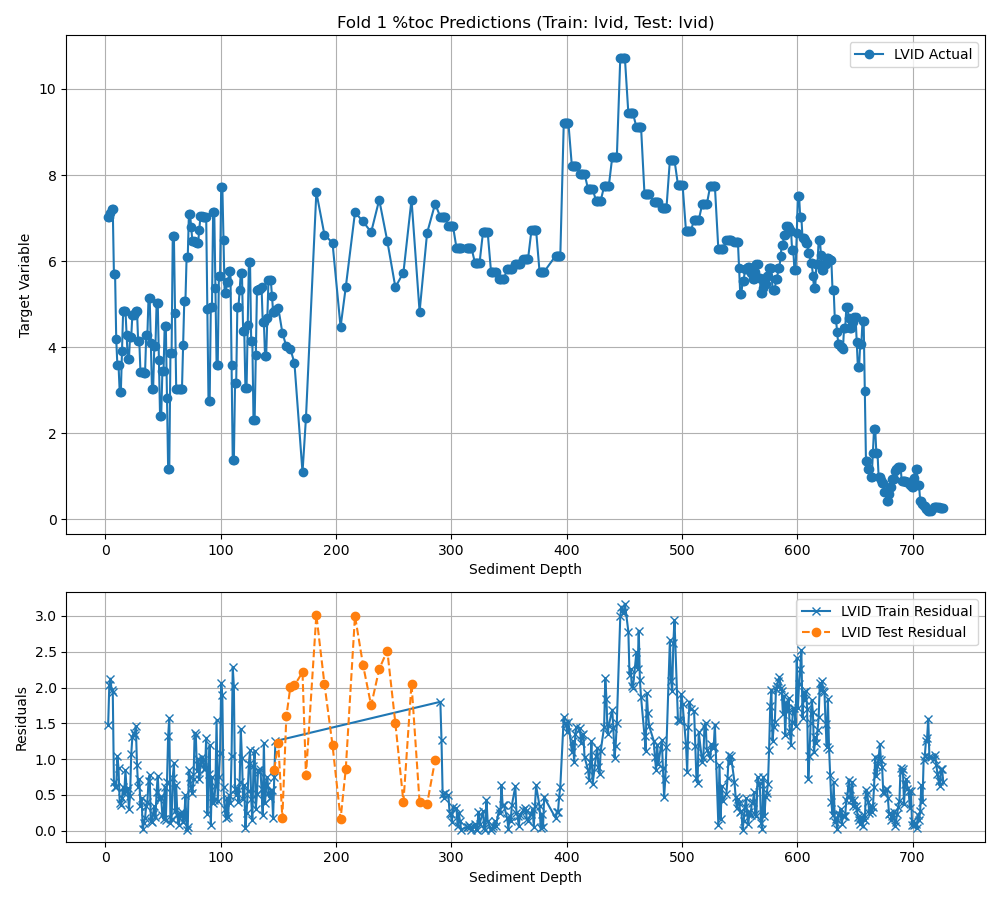 Fold 1 %toc Predictions (Train: lvid, Test: lvid)
LVID Actual
Target Variable
10
8
6
4
2
0
0 100 200 300 400 500 600 700
Sediment Depth
LVID Train Residual
LVID Test Residual
Residuals
3.0
2.5
2.0
1.5
1.0
0.5
0.0
0 100 200 300 400 500 600 700
Sediment Depth